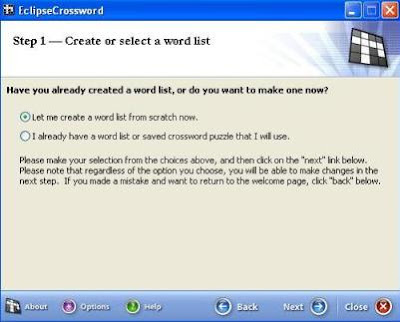 EclipseCrossword
Step 1 — Create or select a word list
Have you already created a word list, or do you want to make one now?
Let me create a word list from scratch now.
I already have a word list or saved crossword puzzle that I will use.
Please make your selection from the choices above, and then click on the "next" link below.
Please note that regardless of the option you choose, you will be able to make changes in the
next step. If you made a mistake and want to return to the welcome page, click "back" below.
About Options Help Back Next Close